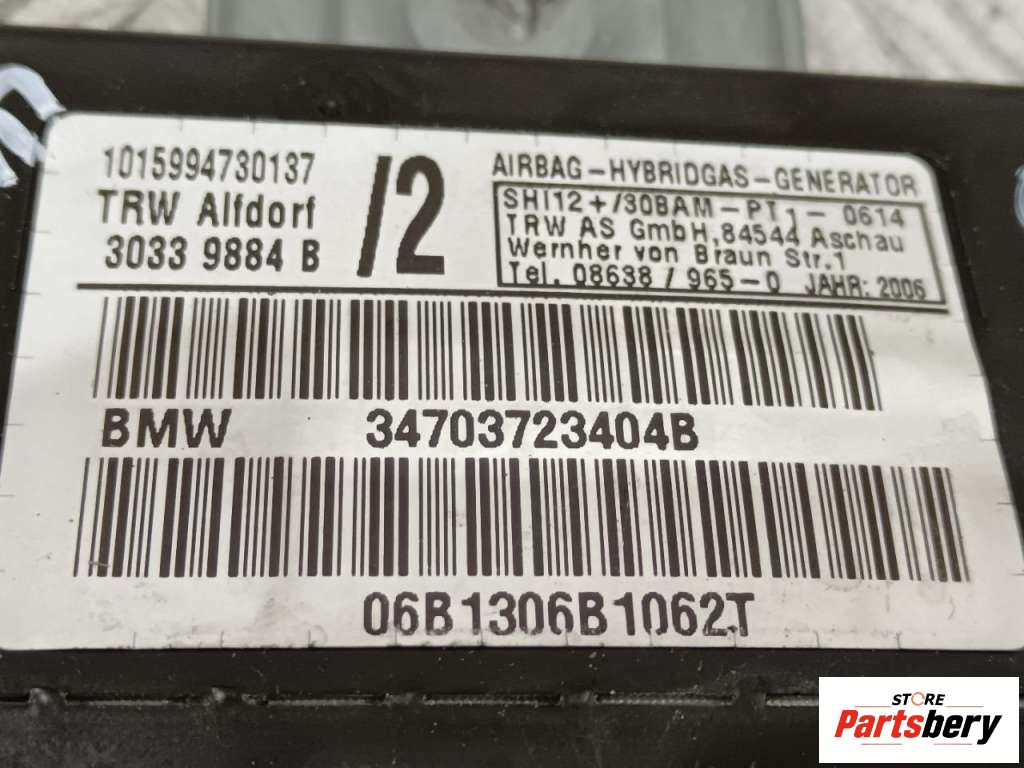 1015994730137
TRW Alfdorf
3033 9884 B
/2
AIRBAG-HYBRIDGAS-GENERATOR
SHI12+/30BAM-PT1-0614
TRW AS GmbH,84544 Aschau
Wernher von Braun Str.1
Tel. 08638 / 965-0 JAHR: 2006
BMW 34703723404B
06B1306B1062T
STORE
Partsbery